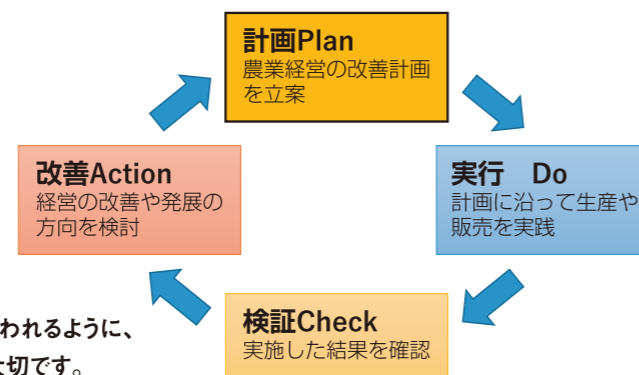 計画Plan
農業経営の改善計画
を立案
実行　Do
計画に沿って生産や
販売を実践
検証Check
実施した結果を確認
改善Action
経営の改善や発展の
方向を検討
われるように、
切です。